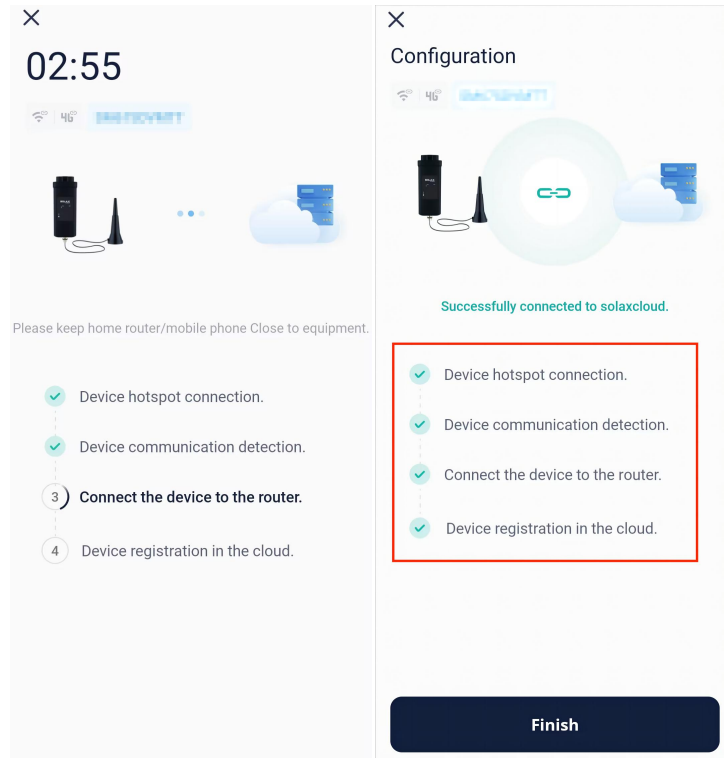 02:55
4G
Please keep home router/mobile phone Close to equipment.
Device hotspot connection.
Device communication detection.
3 Connect the device to the router.
4 Device registration in the cloud.
Configuration
4G
Successfully connected to solaxcloud.
Device hotspot connection.
Device communication detection.
Connect the device to the router.
Device registration in the cloud.
Finish